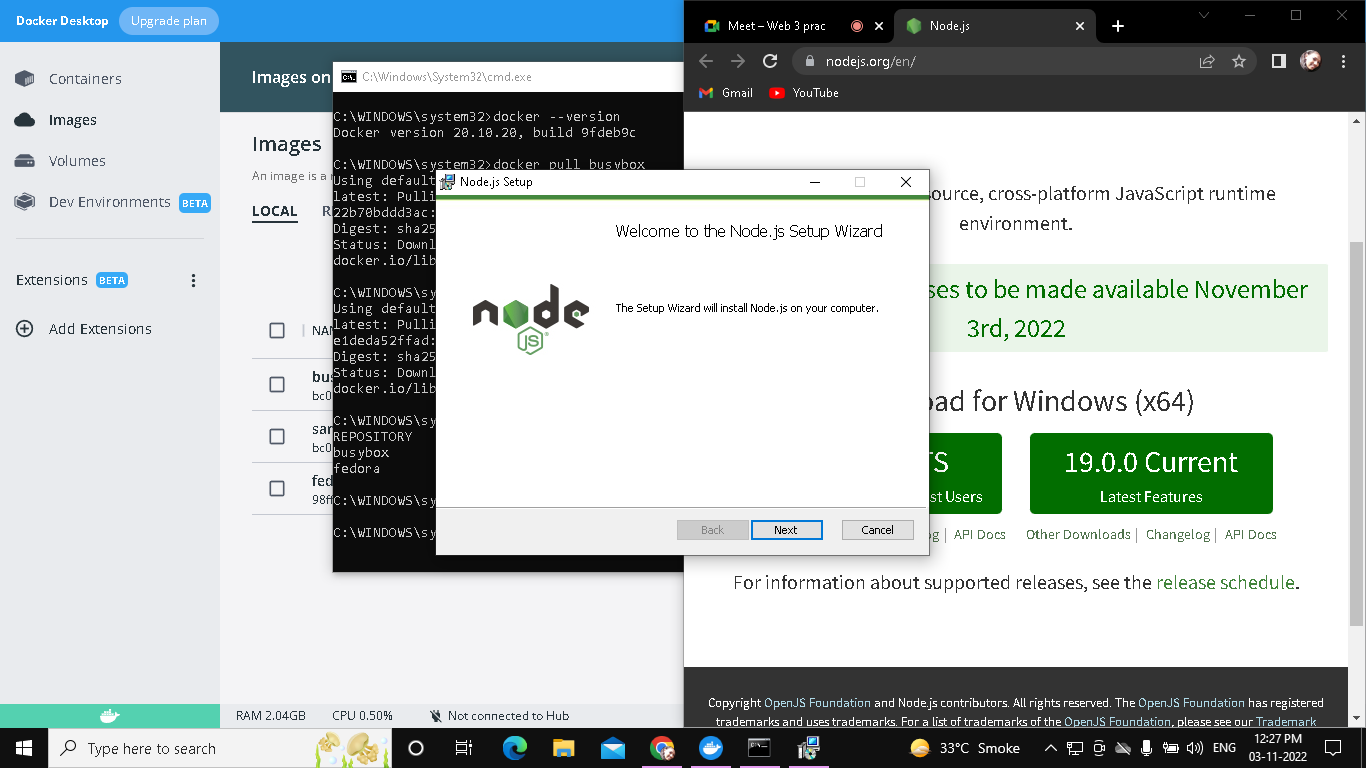 Docker Desktop
Upgrade plan
Containers
Images
Volumes
Dev Environments BETA
Extensions BETA
Add Extensions
Images on
Images
An image is a
LOCAL
C:\Windows\System32\cmd.exe
C:\WINDOWS\system32>docker --version
Docker version 20.10.20, build 9fdeb9c
C:\WINDOWS\system32>docker pull busybox
Using default
latest: Pulli
22b70bddd3ac:
Digest: sha25
Status: Downl
docker.io/lib
C:\WINDOWS\sy
Using default
latest: Pulli
e1deda52ffad:
Digest: sha25
Status: Downl
docker.io/lib
C:\WINDOWS\sy
REPOSITORY
busybox
fedora
C:\WINDOWS\sy
C:\WINDOWS\sy
Node.js Setup
Welcome to the Node.js Setup Wizard
node
JS
The Setup Wizard will install Node.js on your computer.
Back
Next
Cancel
Meet – Web 3 prac
Node.js
nodejs.org/en/
Gmail
YouTube
ource, cross-platform JavaScript runtime
environment.
ses to be made available November
3rd, 2022
ad for Windows (x64)
TS
st Users
19.0.0 Current
Latest Features
API Docs
Other Downloads | Changelog | API Docs
For information about supported releases, see the release schedule.
Copyright OpenJS Foundation and Node.js contributors. All rights reserved. The OpenJS Foundation has registered
trademarks and uses trademarks. For a list of trademarks of the OpenJS Foundation, please see our Trademark
RAM 2.04GB
CPU 0.50%
Not connected to Hub
Type here to search
33°C Smoke
ENG
12:27 PM
03-11-2022